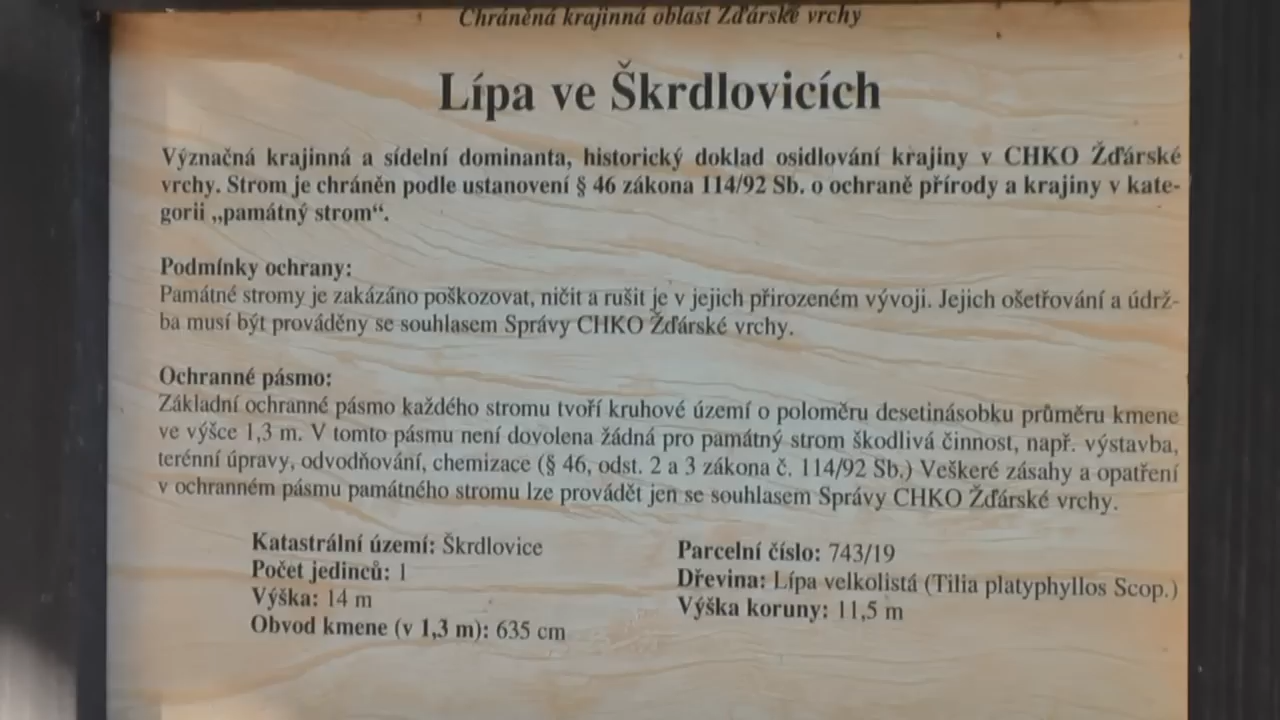 Chráněná krajinná oblast Žďárské vrchy
Lípa ve Škrdlovicích
Význačná krajinná a sídelní dominanta, historický doklad osidlování krajiny v CHKO Žďárské
vrchy. Strom je chráněn podle ustanovení § 46 zákona 114/92 Sb. o ochraně přírody a krajiny v kate-
gorii „památný strom“.
Podmínky ochrany:
Památné stromy je zakázáno poškozovat, ničit a rušit je v jejich přirozeném vývoji. Jejich ošetřování a údrž-
ba musí být prováděny se souhlasem Správy CHKO Žďárské vrchy.
Ochranné pásmo:
Základní ochranné pásmo každého stromu tvoří kruhové území o poloměru desetinásobku průměru kmene
ve výšce 1,3 m. V tomto pásmu není dovolena žádná pro památný strom škodlivá činnost, např. výstavba,
terénní úpravy, odvodňování, chemizace (§ 46, odst. 2 a 3 zákona č. 114/92 Sb.) Veškeré zásahy a opatření
v ochranném pásmu památného stromu lze provádět jen se souhlasem Správy CHKO Žďárské vrchy.
Katastrální území: Škrdlovice
Počet jedinců: 1
Výška: 14 m
Obvod kmene (v 1,3 m): 635 cm
Parcelní číslo: 743/19
Dřevina: Lípa velkolistá (Tilia platyphyllos Scop.)
Výška koruny: 11,5 m